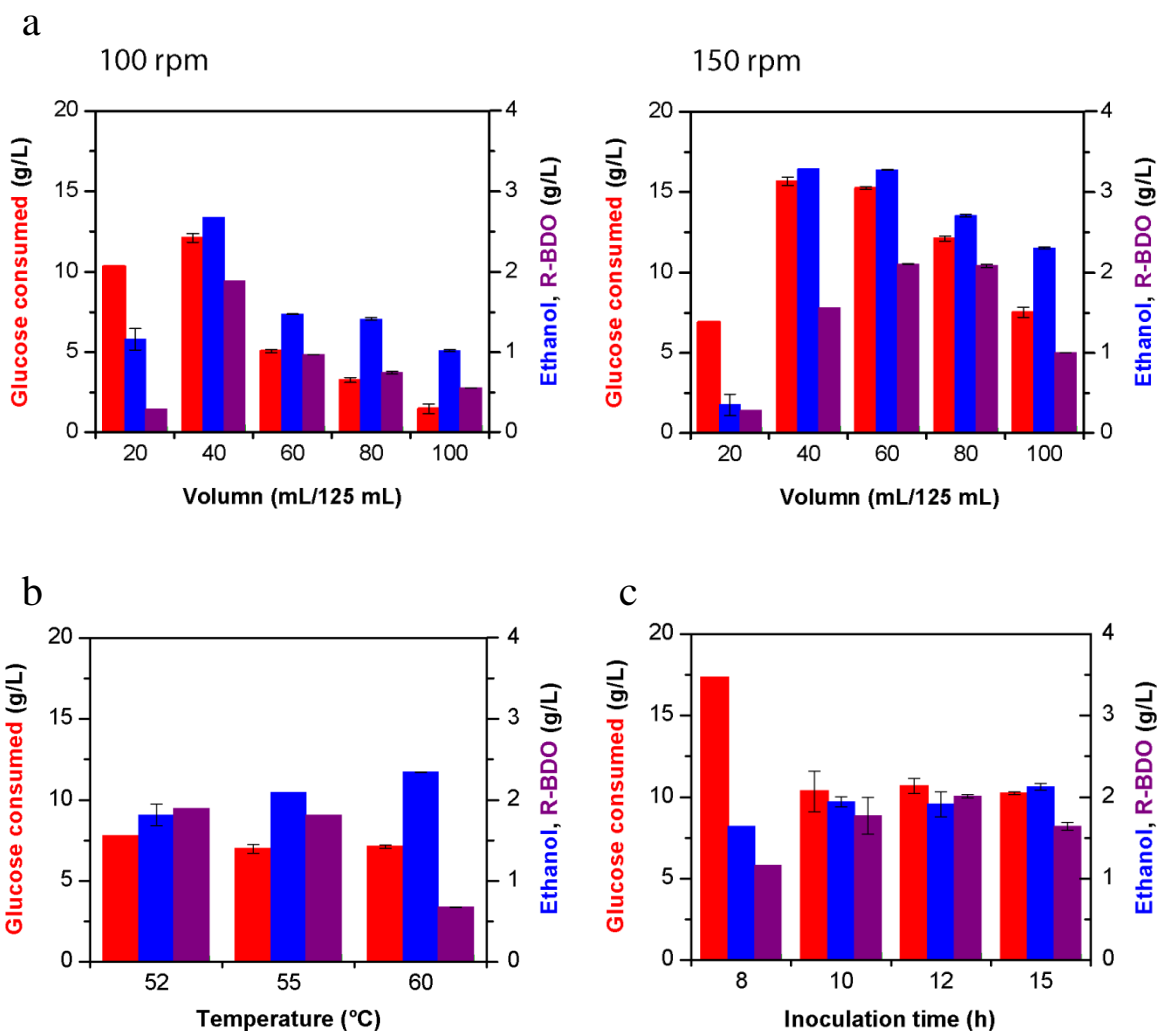 a
100 rpm
150 rpm
20
15
10
5
0
4
3
2
1
0
Glucose consumed (g/L)
Ethanol, R-BDO (g/L)
20 40 60 80 100
Volumn (mL/125 mL)
20
15
10
5
0
4
3
2
1
0
Glucose consumed (g/L)
Ethanol, R-BDO (g/L)
20 40 60 80 100
Volumn (mL/125 mL)
b
20
15
10
5
0
4
3
2
1
0
Glucose consumed (g/L)
Ethanol, R-BDO (g/L)
52 55 60
Temperature (°C)
c
20
15
10
5
0
4
3
2
1
0
Glucose consumed (g/L)
Ethanol, R-BDO (g/L)
8 10 12 15
Inoculation time (h)